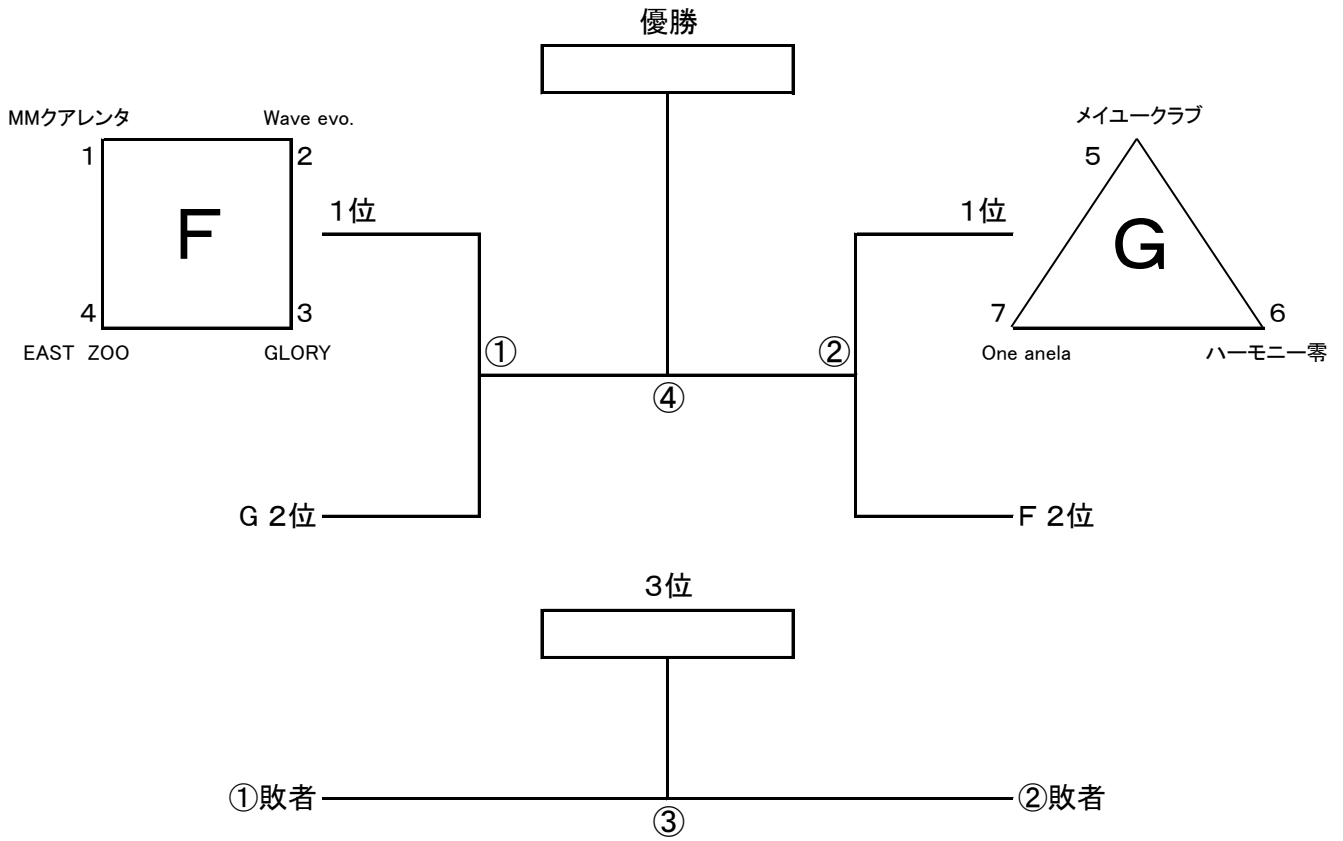 優勝
MMクアレンタ
Wave evo.
メイユークラブ
1
2
5
F
G
1位
1位
4
3
7
6
EAST ZOO
GLORY
①
②
One anela
ハーモニー零
④
G 2位
F 2位
3位
①敗者
②敗者
③